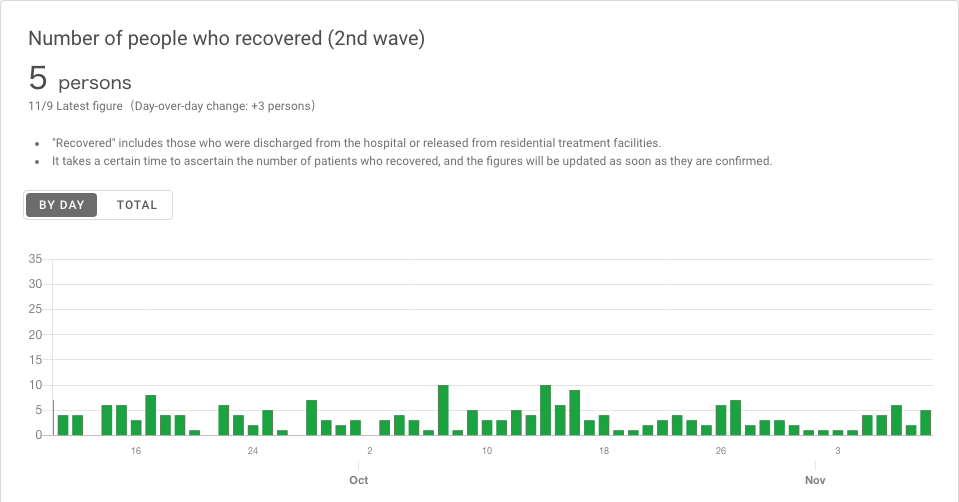 Number of people who recovered (2nd wave)
5 persons
11/9 Latest figure（Day-over-day change: +3 persons）
• "Recovered" includes those who were discharged from the hospital or released from residential treatment facilities.
• It takes a certain time to ascertain the number of patients who recovered, and the figures will be updated as soon as they are confirmed.
BY DAY TOTAL
35
30
25
20
15
10
5
0
16 24 2 10 18 26 3
Oct Nov